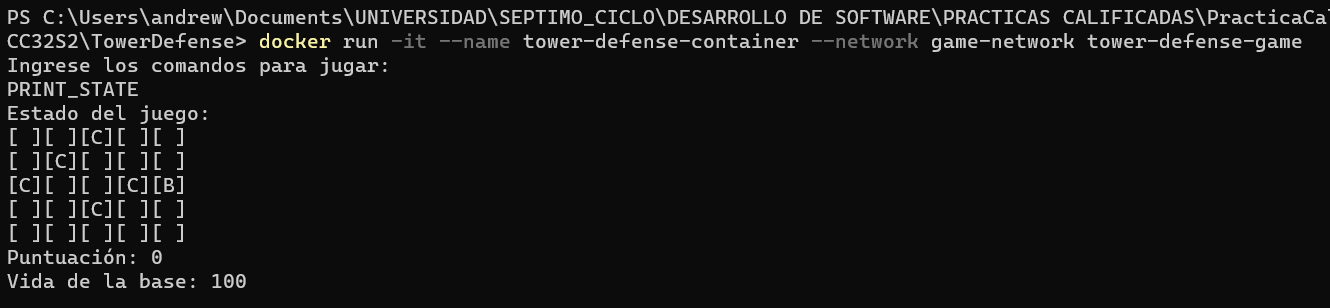 PS C:\Users\andrew\Documents\UNIVERSIDAD\SEPTIMO_CICLO\DESARROLLO DE SOFTWARE\PRACTICAS CALIFICADAS\PracticaCal
CC32S2\TowerDefense> docker run -it --name tower-defense-container --network game-network tower-defense-game
Ingrese los comandos para jugar:
PRINT_STATE
Estado del juego:
[ ][ ][C][ ][ ]
[ ][C][ ][ ][ ]
[C][ ][ ][C][B]
[ ][ ][C][ ][ ]
[ ][ ][ ][ ][ ]
Puntuación: 0
Vida de la base: 100